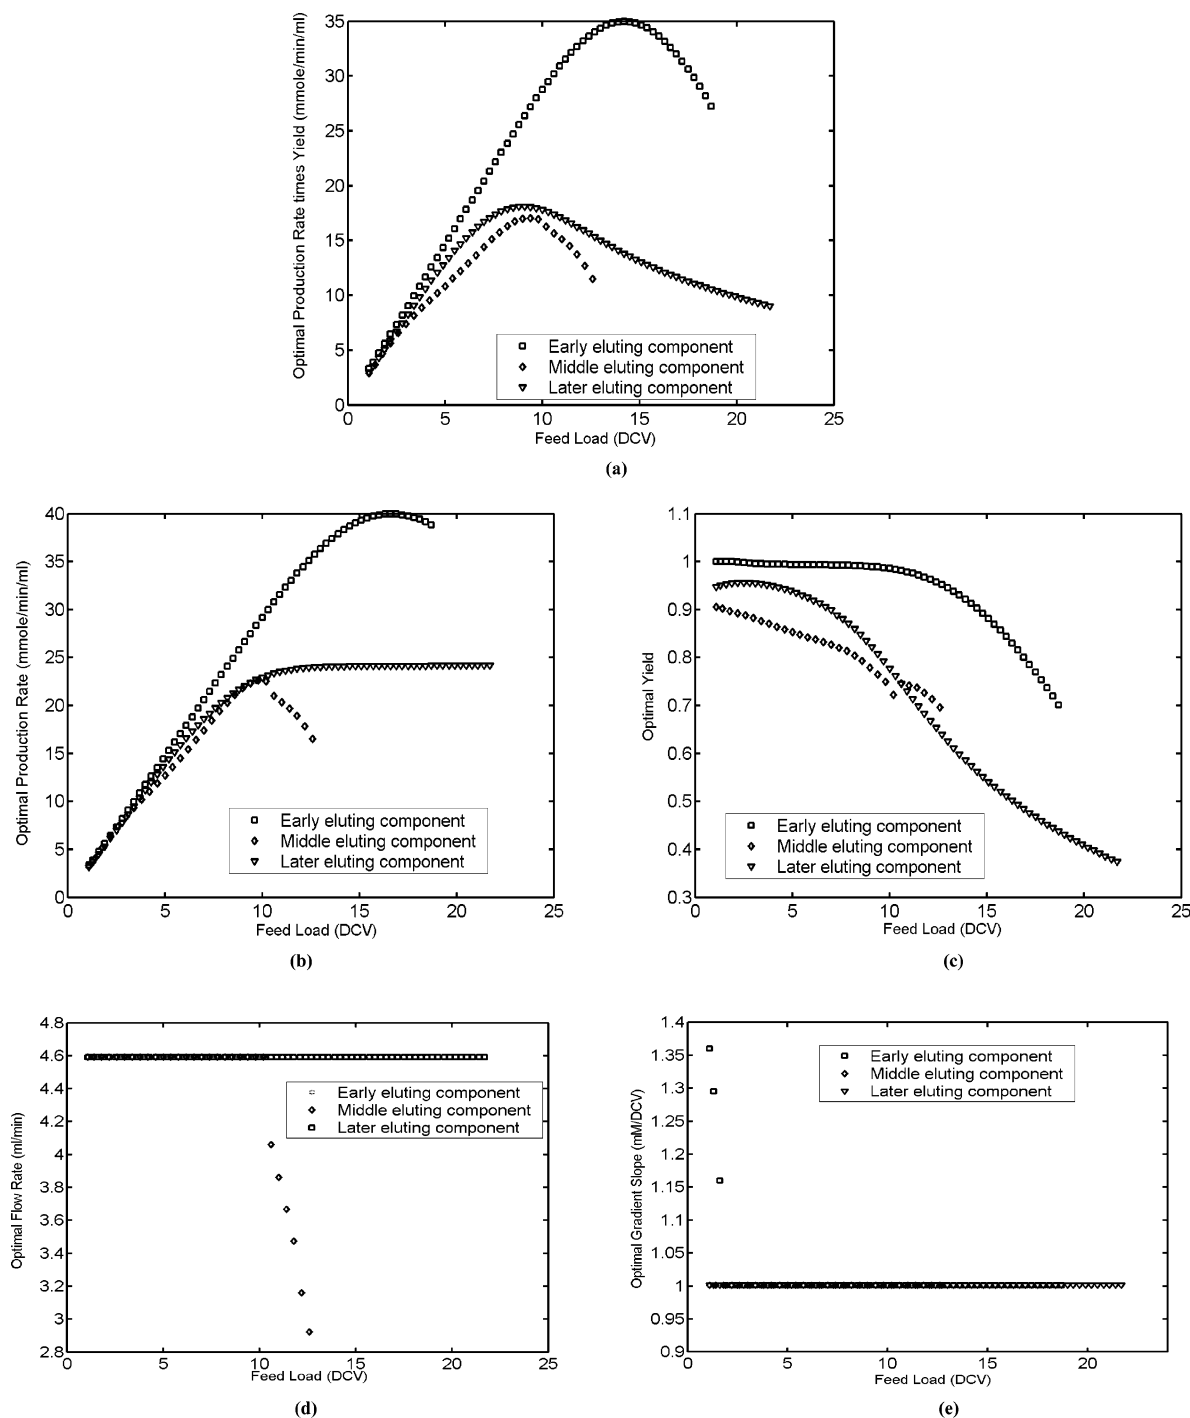 Optimal Production Rate times Yield (mmole/min/ml)
35
30
25
20
15
10
5
0
0 5 10 15 20 25
Early eluting component
Middle eluting component
Later eluting component
Feed Load (DCV)
(a)
Optimal Production Rate (mmole/min/ml)
40
35
30
25
20
15
10
5
0
0 5 10 15 20 25
Early eluting component
Middle eluting component
Later eluting component
Feed Load (DCV)
(b)
Optimal Yield
1.1
1
0.9
0.8
0.7
0.6
0.5
0.4
0.3
0 5 10 15 20 25
Early eluting component
Middle eluting component
Later eluting component
Feed Load (DCV)
(c)
Optimal Flow Rate (ml/min)
4.8
4.6
4.4
4.2
4
3.8
3.6
3.4
3.2
3
2.8
0 5 10 15 20 25
Early eluting component
Middle eluting component
Later eluting component
Feed Load (DCV)
(d)
Optimal Gradient Slope (mM/DCV)
1.4
1.35
1.3
1.25
1.2
1.15
1.1
1.05
1
0.95
0.9
0 5 10 15 20
Early eluting component
Middle eluting component
Later eluting component
Feed Load (DCV)
(e)